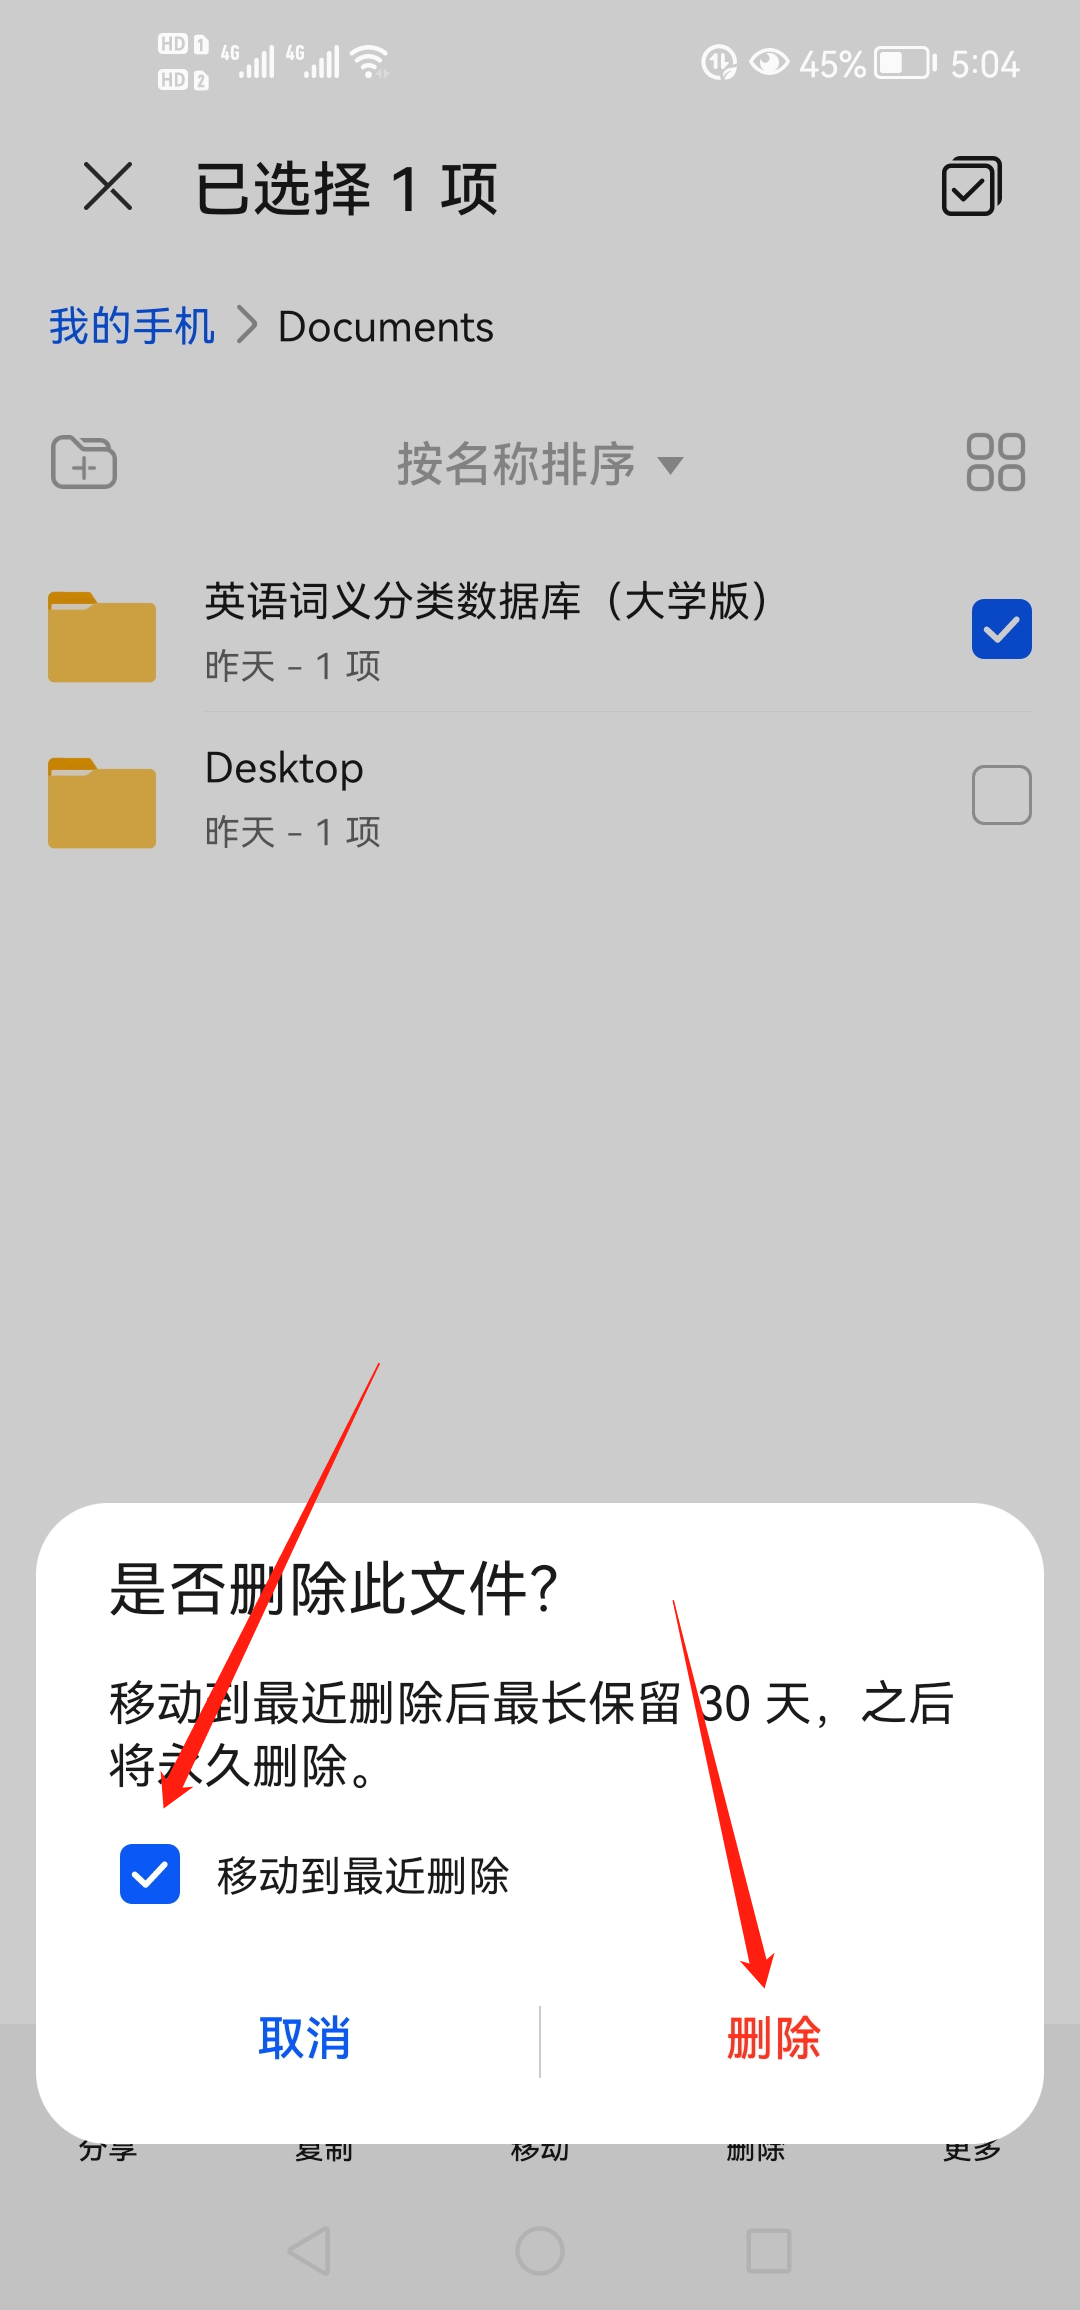 HD 1 4G 4G 45% 5:04
HD 2
已选择 1 项
我的手机 > Documents
按名称排序
英语词义分类数据库（大学版）
昨天 - 1 项
Desktop
昨天 - 1 项
是否删除此文件？
移动到最近删除后最长保留 30 天，之后
将永久删除。
移动到最近删除
取消 删除
分享 复制 移动 删除 更多